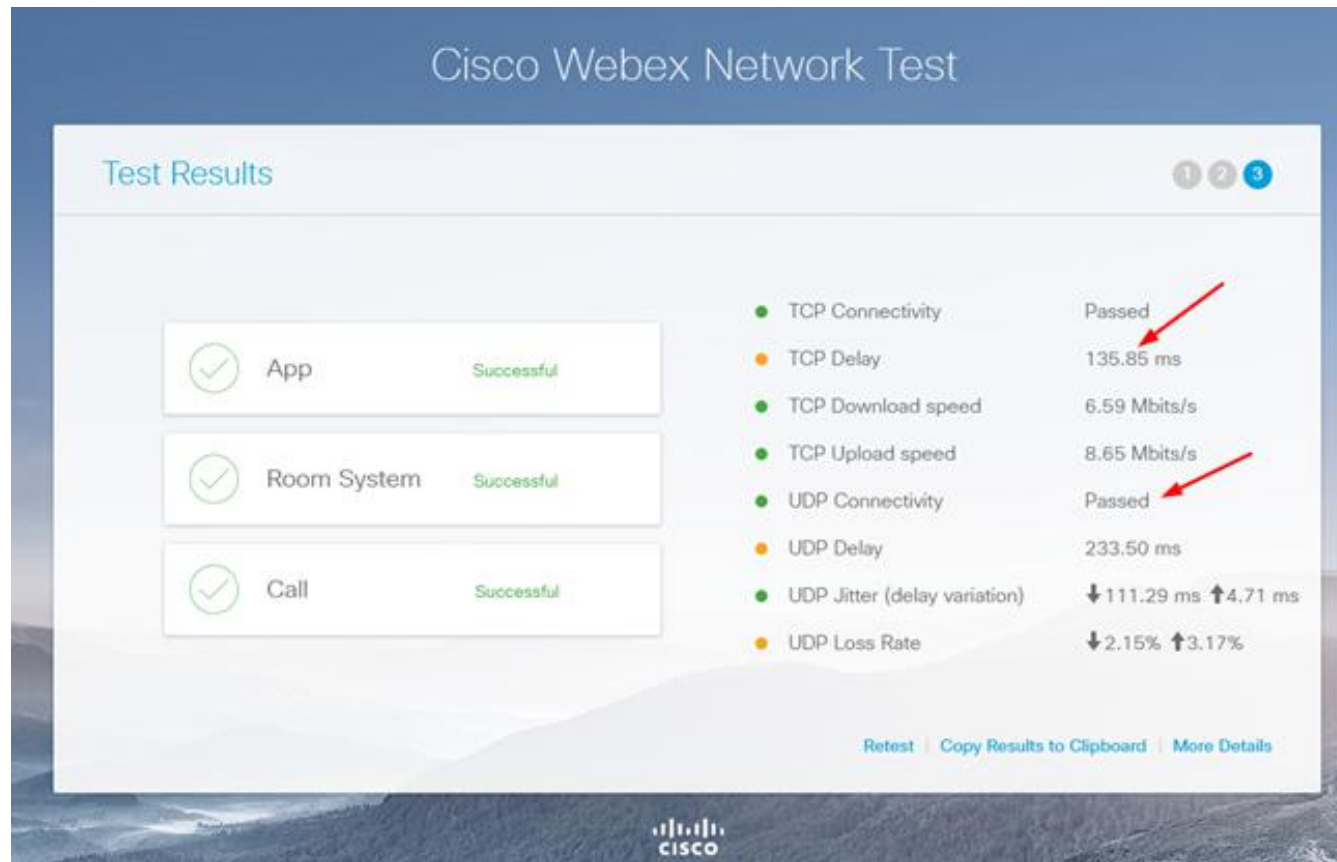 Cisco Webex Network Test
Test Results
1 2 3
App Successful
Room System Successful
Call Successful
TCP Connectivity Passed
TCP Delay 135.85 ms
TCP Download speed 6.59 Mbits/s
TCP Upload speed 8.65 Mbits/s
UDP Connectivity Passed
UDP Delay 233.50 ms
UDP Jitter (delay variation) ↓111.29 ms ↑4.71 ms
UDP Loss Rate ↓2.15% ↑3.17%
Retest | Copy Results to Clipboard | More Details
CISCO